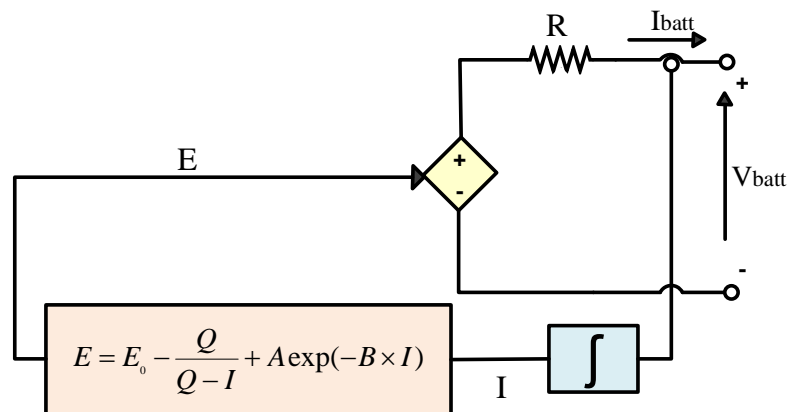 R
Ibatt
+
E
+
-
Vbatt
-
E = E₀ - Q/(Q - I) + A exp(-B × I)
∫
I